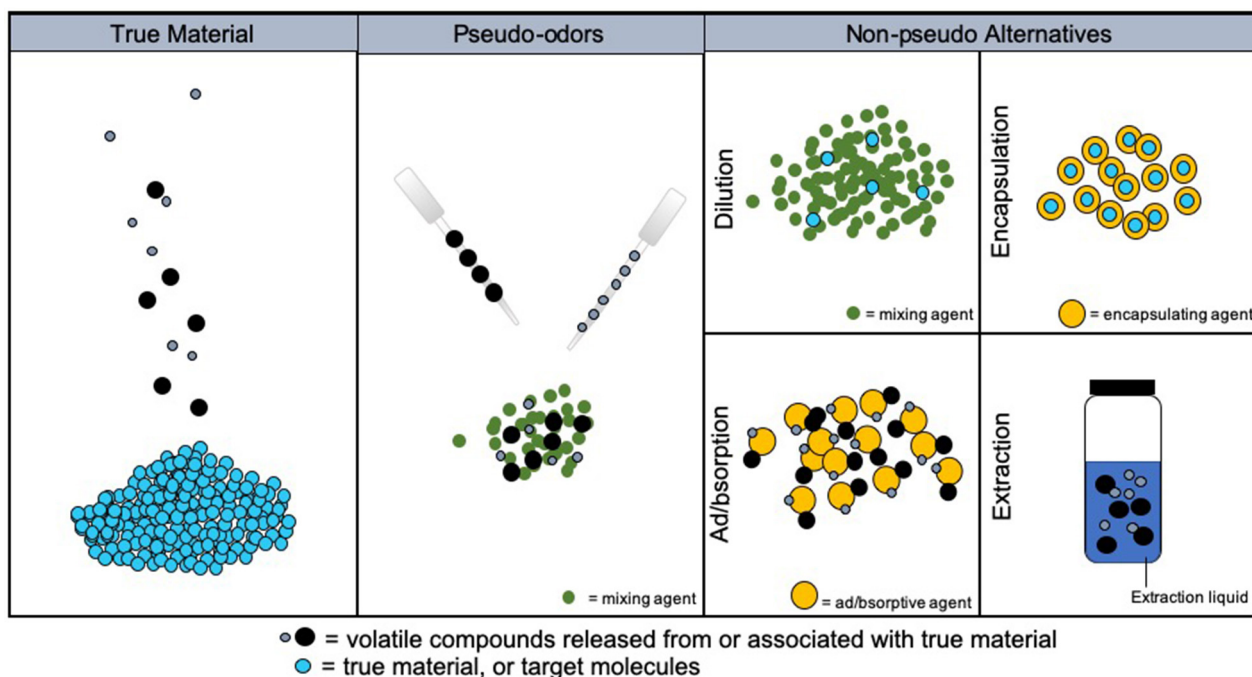 True Material
Pseudo-odors
Non-pseudo Alternatives
Dilution
= mixing agent
Encapsulation
= encapsulating agent
= mixing agent
Ad/bsorption
= ad/bsorptive agent
Extraction
Extraction liquid
= volatile compounds released from or associated with true material
= true material, or target molecules